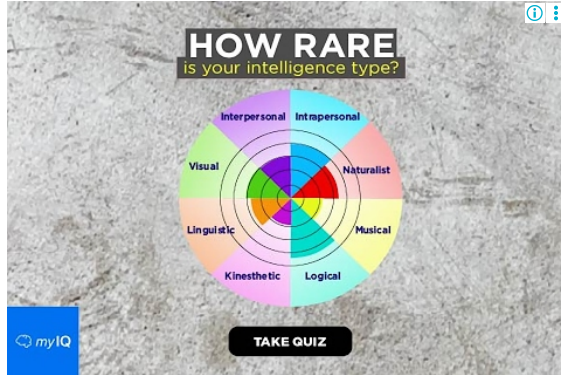 HOW RARE
is your intelligence type?
Interpersonal
Intrapersonal
Visual
Naturalist
Linguistic
Musical
Kinesthetic
Logical
myIQ
TAKE QUIZ